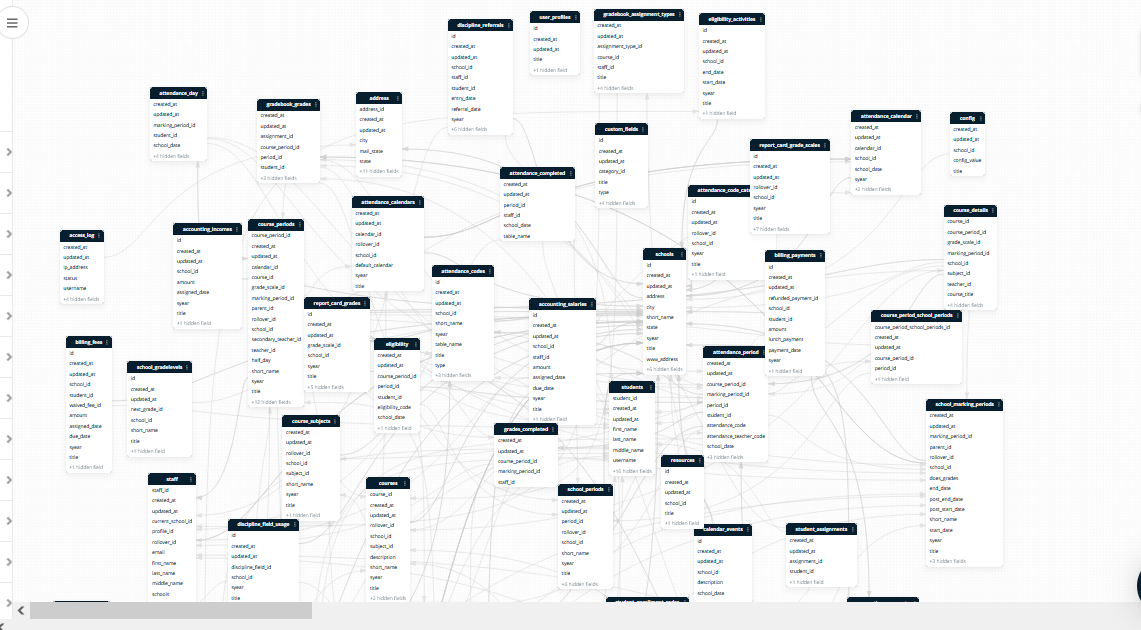 discipline_referrals
id
created_at
updated_at
school_id
staff_id
student_id
entry_date
referral_date
syear
+6 hidden fields
user_profiles
id
created_at
updated_at
title
+1 hidden field
gradebook_assignment_types
created_at
updated_at
assignment_type_id
course_id
staff_id
title
+4 hidden fields
eligibility_activities
id
created_at
updated_at
school_id
end_date
start_date
syear
title
+1 hidden field
attendance_day
created_at
updated_at
marking_period_id
student_id
school_date
+4 hidden fields
gradebook_grades
created_at
updated_at
assignment_id
course_period_id
period_id
student_id
+2 hidden fields
address
address_id
created_at
updated_at
city
mail_state
state
+11 hidden fields
custom_fields
id
created_at
updated_at
category_id
title
type
+4 hidden fields
attendance_completed
created_at
updated_at
period_id
staff_id
school_date
table_name
report_card_grade_scales
id
created_at
updated_at
rollover_id
school_id
syear
title
+7 hidden fields
attendance_calendar
created_at
updated_at
calendar_id
school_id
school_date
syear
+2 hidden fields
config
created_at
updated_at
school_id
config_value
title
access_log
created_at
updated_at
ip_address
status
username
+4 hidden fields
accounting_incomes
id
created_at
updated_at
school_id
amount
assigned_date
syear
title
+1 hidden field
course_periods
course_period_id
created_at
updated_at
calendar_id
course_id
grade_scale_id
marking_period_id
parent_id
rollover_id
school_id
secondary_teacher_id
teacher_id
half_day
short_name
syear
title
+12 hidden fields
attendance_calendars
created_at
updated_at
calendar_id
rollover_id
school_id
default_calendar
syear
title
attendance_codes
id
created_at
updated_at
school_id
short_name
syear
table_name
title
type
+3 hidden fields
accounting_salaries
id
created_at
updated_at
school_id
staff_id
amount
assigned_date
due_date
syear
title
+1 hidden field
schools
id
created_at
updated_at
address
city
short_name
state
syear
title
www_address
+6 hidden fields
attendance_code_cate
id
created_at
updated_at
rollover_id
school_id
syear
title
+1 hidden field
billing_payments
id
created_at
updated_at
refunded_payment_id
school_id
student_id
amount
lunch_payment
payment_date
syear
+1 hidden field
course_details
course_id
course_period_id
grade_scale_id
marking_period_id
school_id
subject_id
teacher_id
course_title
+4 hidden fields
course_period_school_periods
course_period_school_periods_id
created_at
updated_at
course_period_id
period_id
+1 hidden field
billing_fees
id
created_at
updated_at
school_id
student_id
waived_fee_id
amount
assigned_date
due_date
syear
title
+1 hidden field
school_gradelevels
id
created_at
updated_at
next_grade_id
school_id
short_name
title
+1 hidden field
report_card_grades
id
created_at
updated_at
grade_scale_id
school_id
syear
title
+5 hidden fields
eligibility
created_at
updated_at
course_period_id
period_id
student_id
eligibility_code
school_date
+1 hidden field
students
student_id
created_at
updated_at
first_name
last_name
middle_name
username
+16 hidden fields
attendance_period
created_at
updated_at
course_period_id
marking_period_id
period_id
student_id
attendance_code
attendance_teacher_code
school_date
+3 hidden fields
school_marking_periods
created_at
updated_at
marking_period_id
parent_id
rollover_id
school_id
does_grades
end_date
post_end_date
post_start_date
short_name
start_date
syear
title
+3 hidden fields
course_subjects
created_at
updated_at
rollover_id
school_id
subject_id
short_name
syear
title
+1 hidden field
grades_completed
created_at
updated_at
course_period_id
marking_period_id
staff_id
resources
id
created_at
updated_at
school_id
title
+1 hidden field
staff
staff_id
created_at
updated_at
current_school_id
profile_id
rollover_id
email
first_name
last_name
middle_name
schools
discipline_field_usage
id
created_at
updated_at
discipline_field_id
school_id
syear
title
courses
course_id
created_at
updated_at
rollover_id
school_id
subject_id
description
short_name
syear
title
+2 hidden fields
school_periods
created_at
updated_at
period_id
rollover_id
school_id
short_name
syear
title
+6 hidden fields
calendar_events
id
created_at
updated_at
school_id
description
school_date
student_assignments
created_at
updated_at
assignment_id
student_id
+1 hidden field